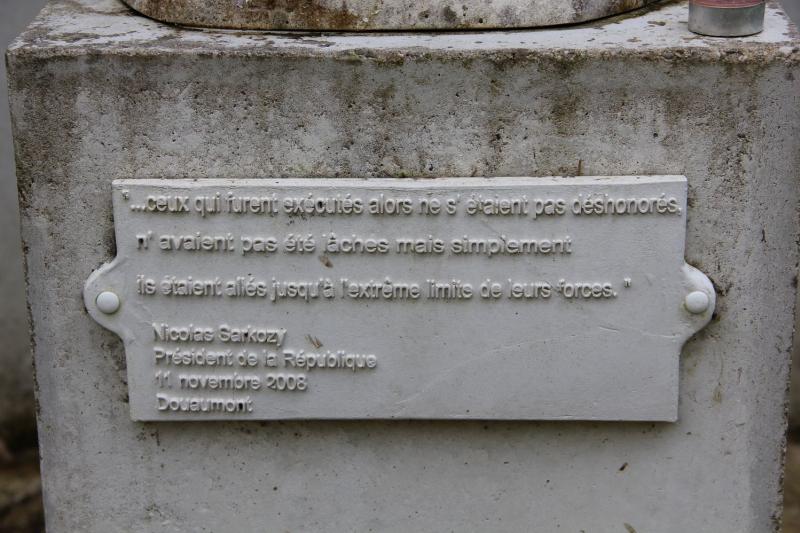 "...ceux qui furent exécutés alors ne s' étaient pas déshonorés,
n' avaient pas été lâches mais simplement
ils étaient allés jusqu'à l'extrême limite de leurs forces. "
Nicolas Sarkozy
Président de la République
11 novembre 2008
Douaumont